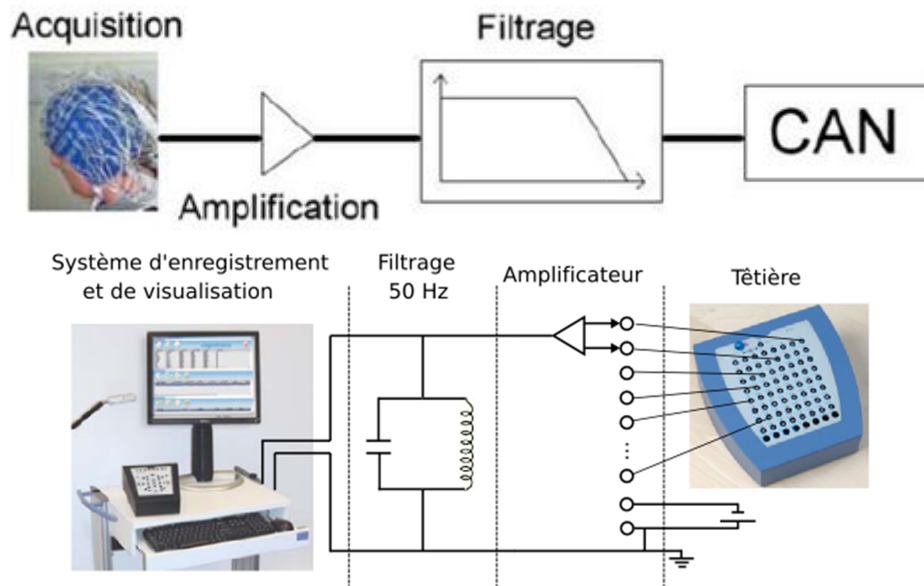 Acquisition
Filtrage
CAN
Amplification
Système d'enregistrement
et de visualisation
Filtrage
50 Hz
Amplificateur
Têtière